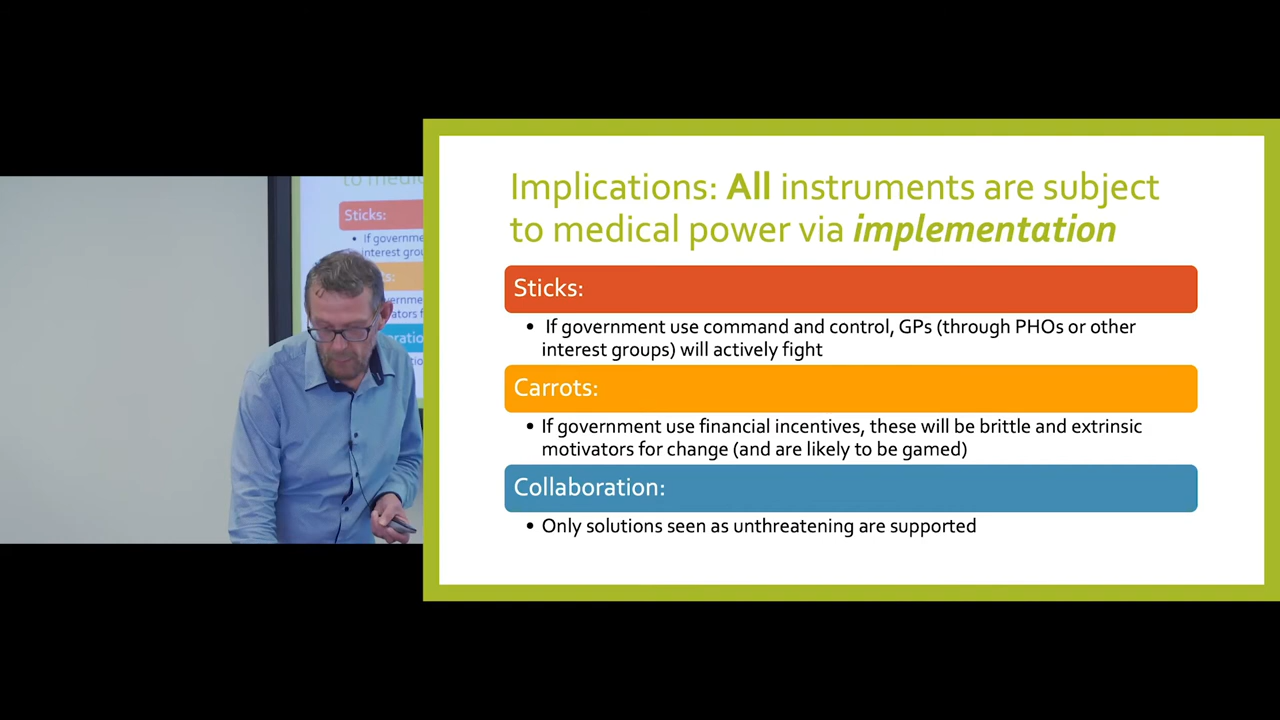 Implications: All instruments are subject
to medical power via implementation
Sticks:
• If government use command and control, GPs (through PHOs or other
interest groups) will actively fight
Carrots:
• If government use financial incentives, these will be brittle and extrinsic
motivators for change (and are likely to be gamed)
Collaboration:
• Only solutions seen as unthreatening are supported
Sticks:
• If governme